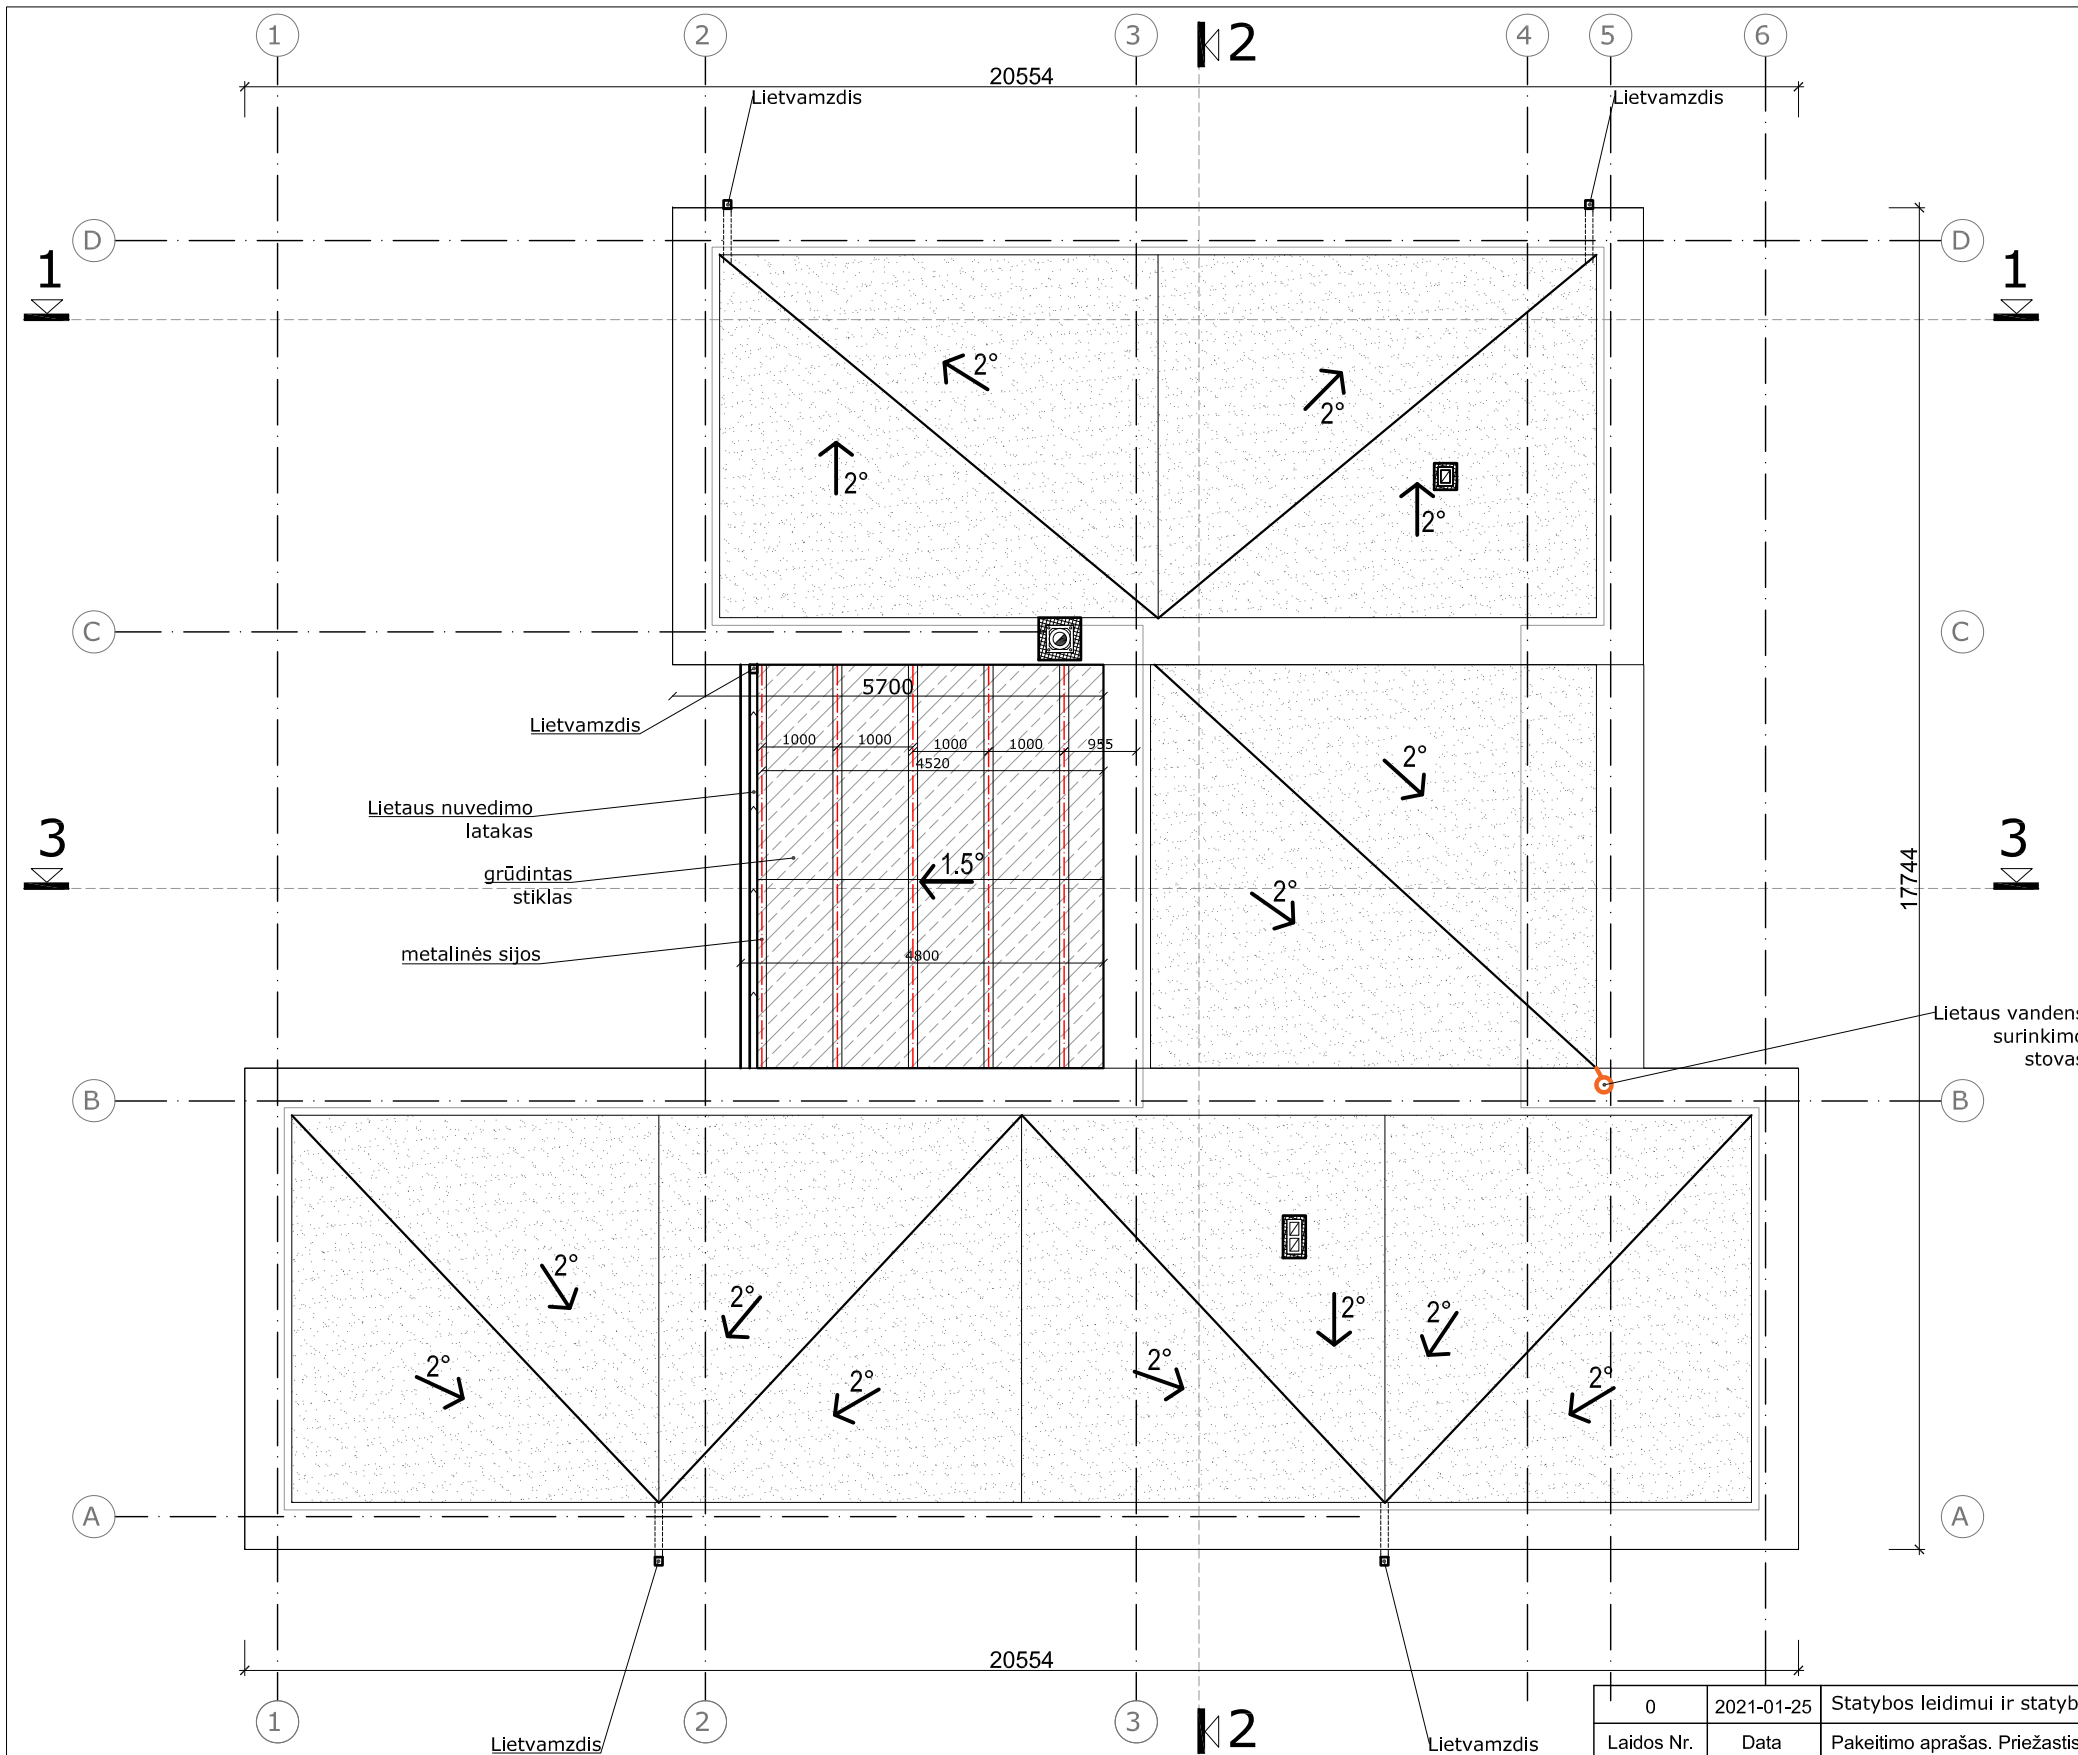 1
2
3
2
4
5
6
20554
Lietvamzdis
Lietvamzdis
D
D
1
1
2°
2°
2°
2°
C
C
5700
Lietvamzdis
1000
1000
1000
1000
955
4520
2°
Lietaus nuvedimo
latakas
3
3
grūdintas
stiklas
1.5°
2°
17744
metalinės sijos
4800
Lietaus vandens
surinkimo
stovas
B
B
2°
2°
2°
2°
2°
2°
2°
2°
A
A
20554
1
2
3
2
Lietvamzdis
Lietvamzdis
0
2021-01-25
Statybos leidimui ir statyb
Laidos Nr.
Data
Pakeitimo aprašas. Priežastis